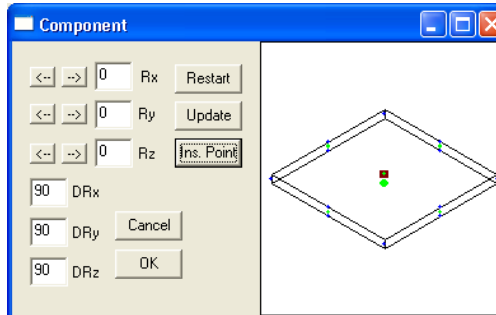 Component
<-- --> 0 Rx Restart
<-- --> 0 Ry Update
<-- --> 0 Rz Ins. Point
90 DRx
90 DRy Cancel
90 DRz OK